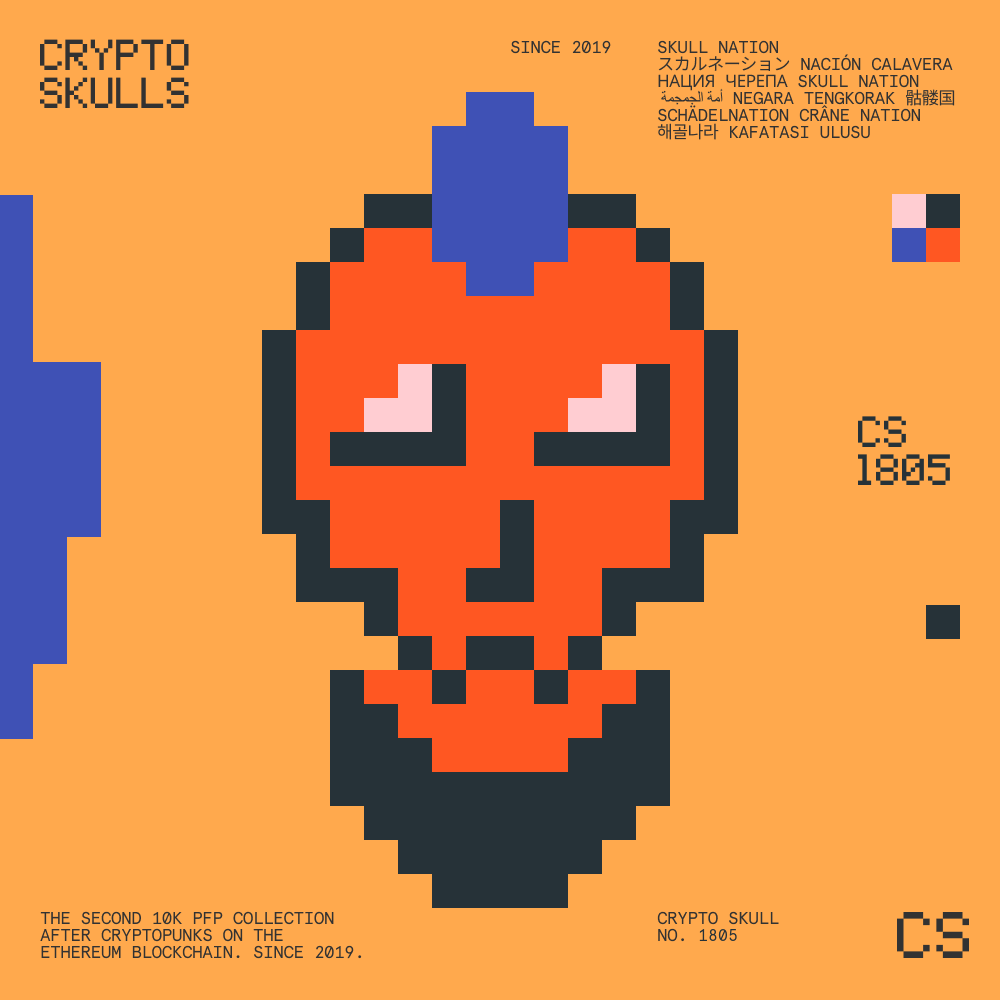 CRYPTO
SKULLS
SINCE 2019
SKULL NATION
スカルネーション NACIÓN CALAVERA
НАЦИЯ ЧЕРЕПА SKULL NATION
أمة الجمجمة NEGARA TENGKORAK 骷髅国
SCHÄDELNATION CRÂNE NATION
해골나라 KAFATASI ULUSU
CS
1805
THE SECOND 10K PFP COLLECTION
AFTER CRYPTOPUNKS ON THE
ETHEREUM BLOCKCHAIN. SINCE 2019.
CRYPTO SKULL
NO. 1805
CS